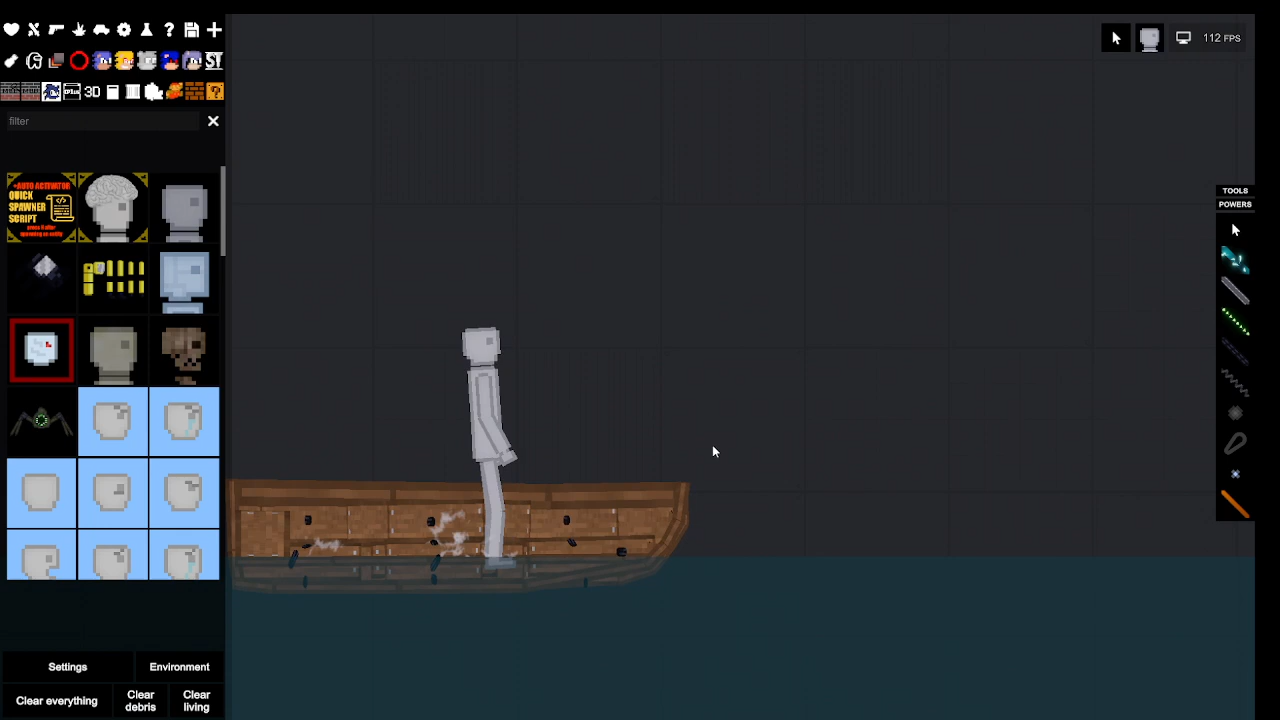 112 FPS
ST
3D
filter
+AUTO ACTIVATOR
QUICK
SPAWNER
SCRIPT
TOOLS
POWERS
Settings
Environment
Clear everything
Clear debris
Clear living